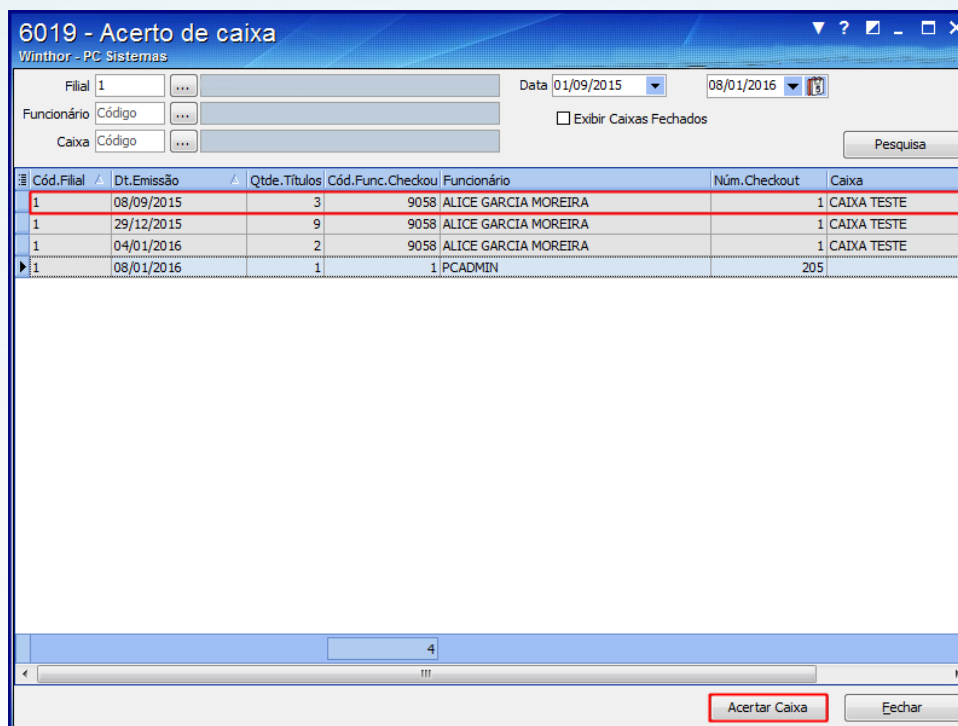 6019 - Acerto de caixa
Winthor - PC Sistemas
Filial 1 ... Data 01/09/2015 08/01/2016
Funcionário Código ... Exibir Caixas Fechados
Caixa Código ... Pesquisa
Cód.Filial Dt.Emissão Qtde.Títulos Cód.Func.Checkou Funcionário Núm.Checkout Caixa
1 08/09/2015 3 9058 ALICE GARCIA MOREIRA 1 CAIXA TESTE
1 29/12/2015 9 9058 ALICE GARCIA MOREIRA 1 CAIXA TESTE
1 04/01/2016 2 9058 ALICE GARCIA MOREIRA 1 CAIXA TESTE
1 08/01/2016 1 1 PCADMIN 205
4
Acertar Caixa Fechar